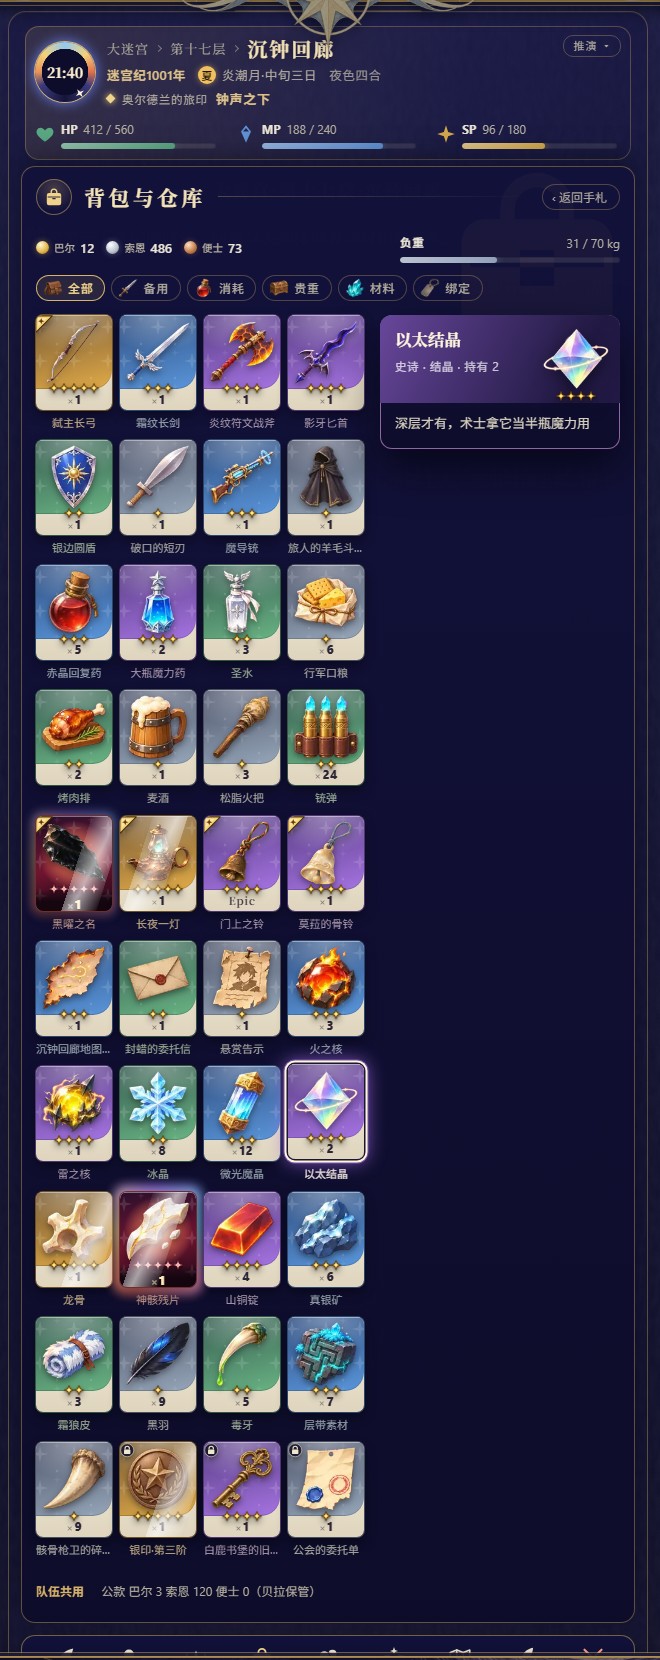 大迷宫 › 第十七层 › 沉钟回廊
推演
21:40
迷宫纪1001年 夏 炎潮月·中旬三日 夜色四合
奥尔德兰的旅印 钟声之下
HP 412 / 560
MP 188 / 240
SP 96 / 180
背包与仓库
‹ 返回手札
巴尔 12 索恩 486 便士 73
负重 31 / 70 kg
全部 备用 消耗 贵重 材料 绑定
×1 ×1 ×1 ×1
弑主长弓 霜纹长剑 炎纹符文战斧 影牙匕首
以太结晶
史诗 · 结晶 · 持有 2
深层才有，术士拿它当半瓶魔力用
×1 ×1 ×1 ×1
银边圆盾 破口的短刃 魔导铳 旅人的羊毛斗...
×5 ×2 ×3 ×6
赤晶回复药 大瓶魔力药 圣水 行军口粮
×2 ×1 ×3 ×24
烤肉排 麦酒 松脂火把 铳弹
×1 ×1 Epic ×1
黑曜之名 长夜一灯 门上之铃 莫菈的骨铃
×1 ×1 ×1 ×3
沉钟回廊地图... 封蜡的委托信 悬赏告示 火之核
×1 ×8 ×12 ×2
雷之核 冰晶 微光魔晶 以太结晶
×1 ×1 ×4 ×6
龙骨 神骸残片 山铜锭 真银矿
×3 ×9 ×5 ×7
霜狼皮 黑羽 毒牙 层带素材
×9 ×1 ×1 ×1
骸骨枪卫的碎... 银印·第三阶 白鹿书堡的旧... 公会的委托单
队伍共用 公款 巴尔 3 索恩 120 便士 0（贝拉保管）